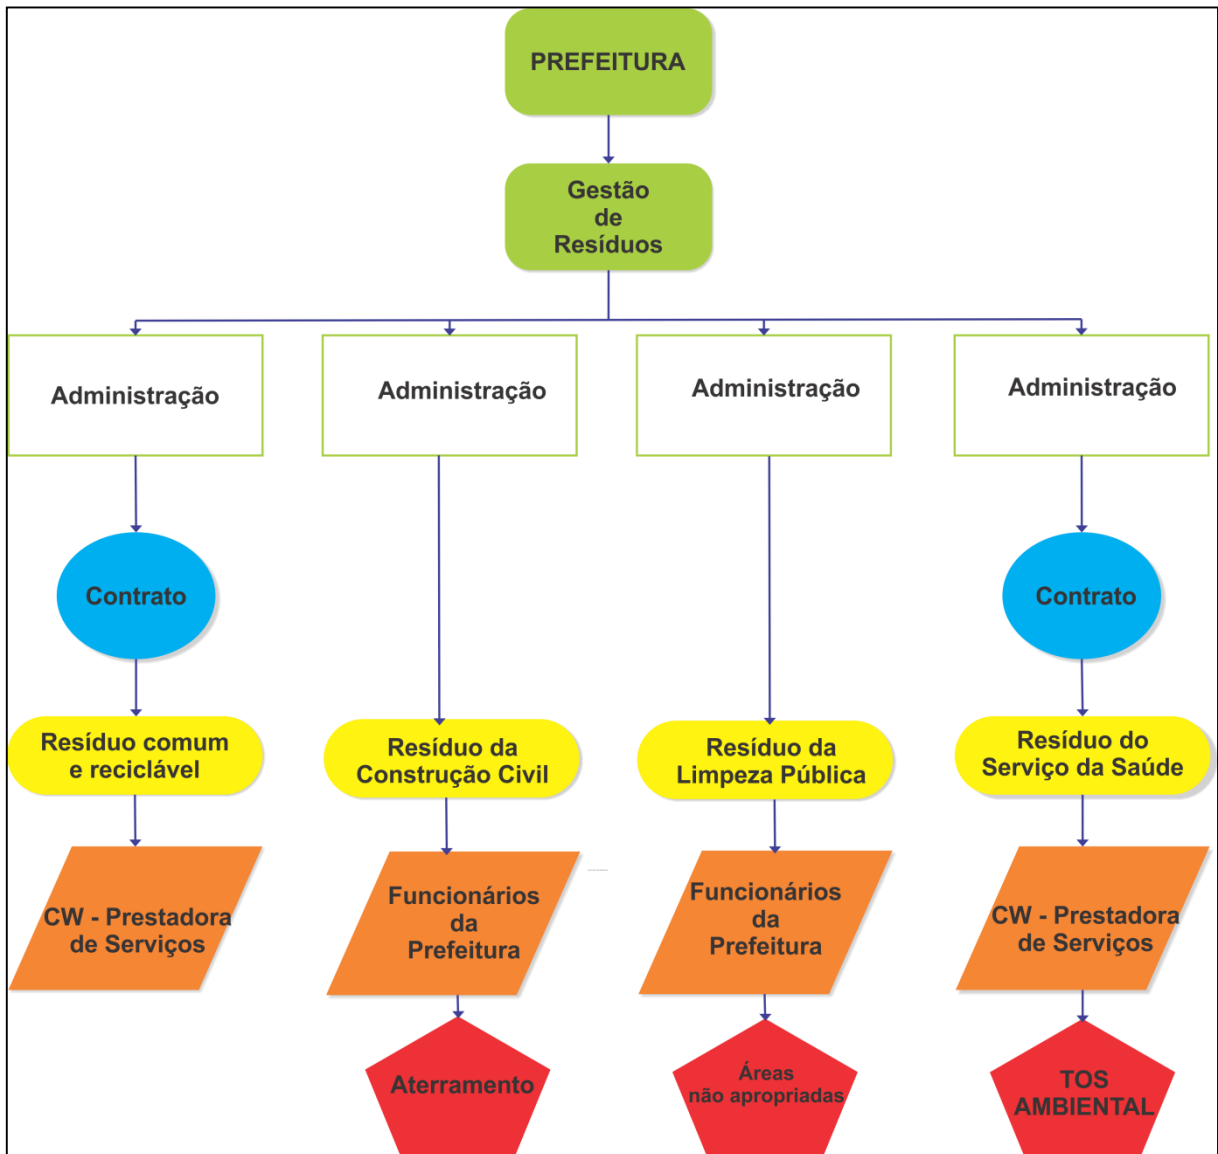 PREFEITURA
Gestão
de
Resíduos
Administração
Administração
Administração
Administração
Contrato
Contrato
Resíduo comum
e reciclável
Resíduo da
Construção Civil
Resíduo da
Limpeza Pública
Resíduo do
Serviço da Saúde
CW - Prestadora
de Serviços
Funcionários
da
Prefeitura
Funcionários
da
Prefeitura
CW - Prestadora
de Serviços
Aterramento
Áreas
não apropriadas
TOS
AMBIENTAL